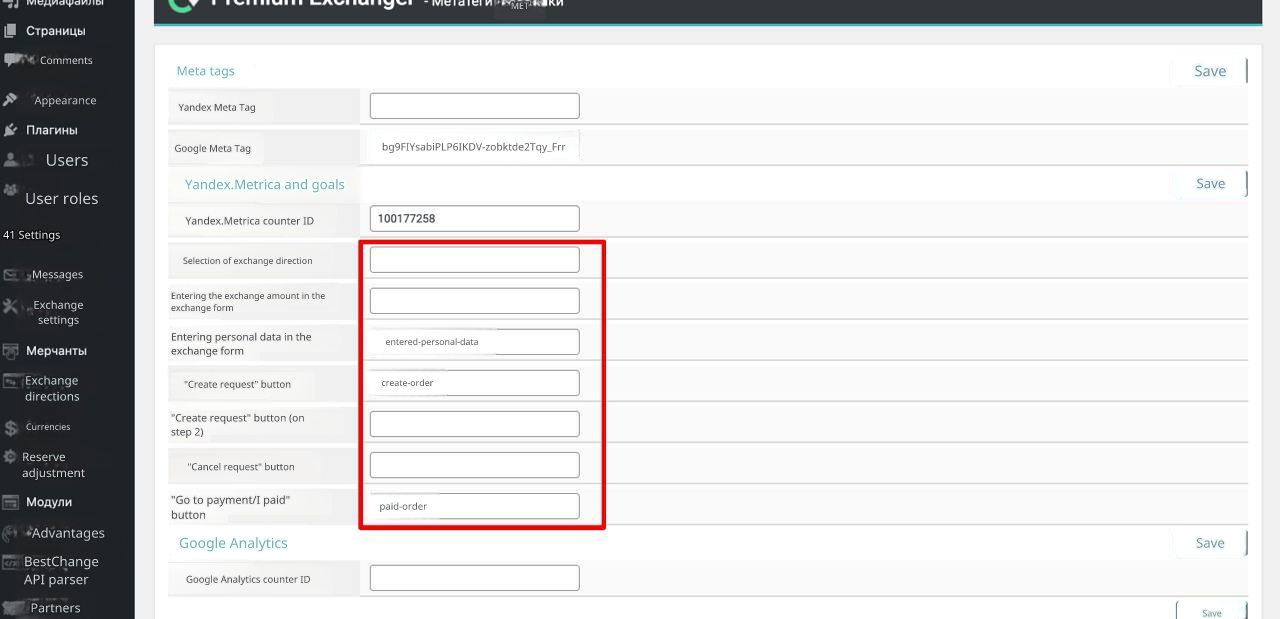 Медиафайлы
Страницы
Comments
Appearance
Плагины
Users
User roles
41 Settings
Messages
Exchange
settings
Мерчанты
Exchange
directions
Currencies
Reserve
adjustment
Модули
Advantages
BestChange
API parser
Partners
Premium Exchanger - Метатеги
Meta tags
Save
Yandex Meta Tag
Google Meta Tag
bg9FIYsabiPLP6IKDV-zobktde2Tqy_Frr
Yandex.Metrica and goals
Save
Yandex.Metrica counter ID
100177258
Selection of exchange direction
Entering the exchange amount in the
exchange form
Entering personal data in the
exchange form
entered-personal-data
"Create request" button
create-order
"Create request" button (on
step 2)
"Cancel request" button
"Go to payment/I paid"
button
paid-order
Google Analytics
Save
Google Analytics counter ID
Save